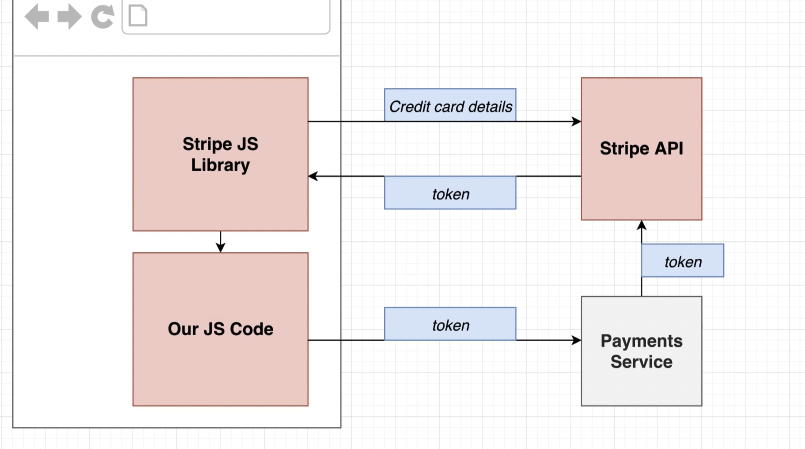 Credit card details
Stripe JS
Library
Stripe API
token
token
Our JS Code
token
Payments
Service